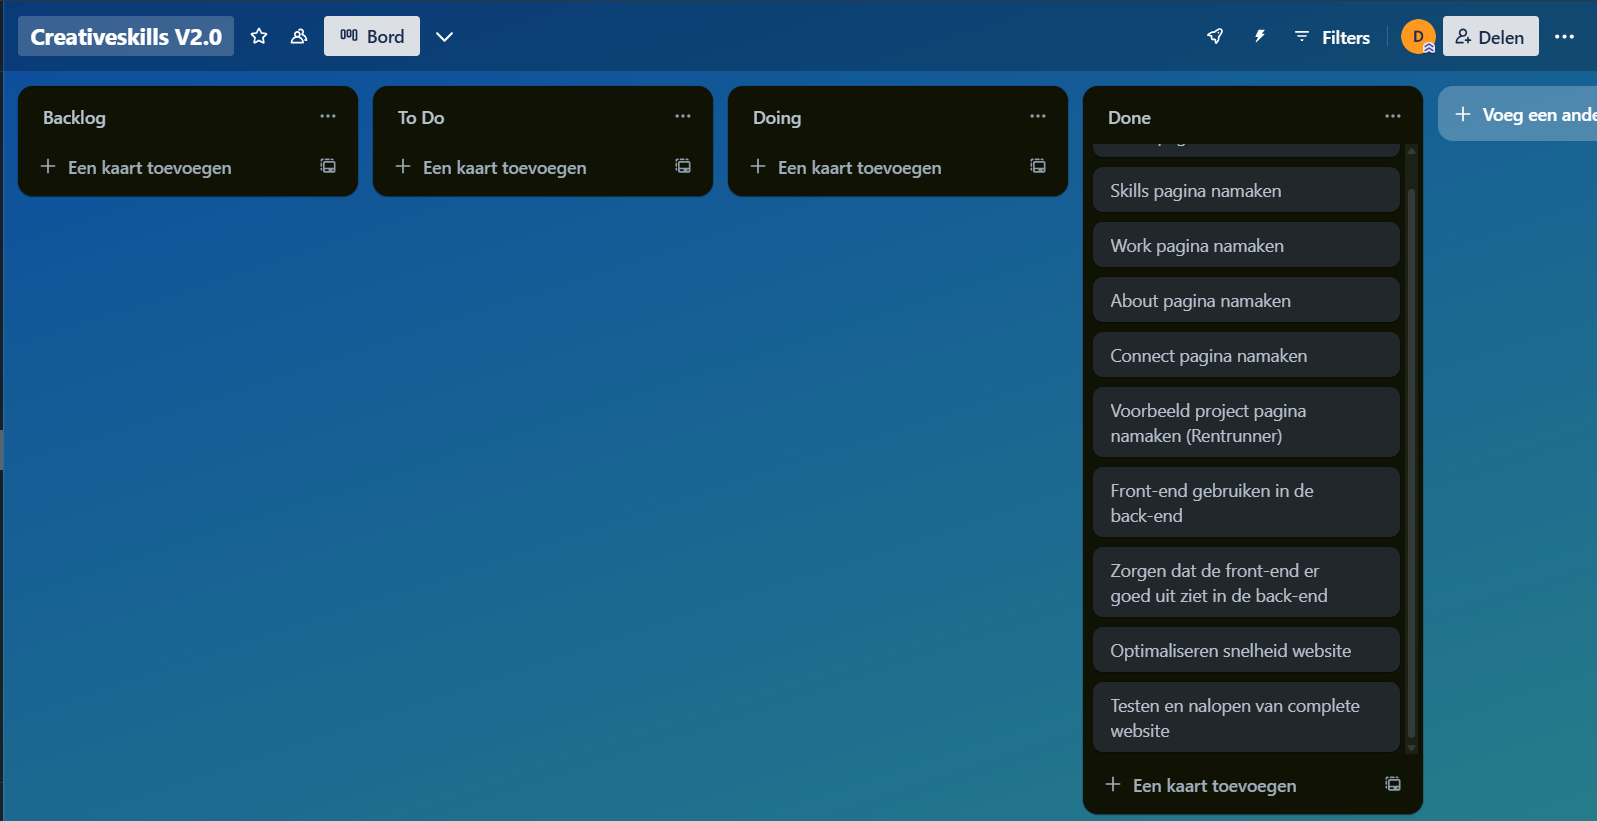 Creativeskills V2.0
Bord
Filters
D
Delen
Backlog
Een kaart toevoegen
To Do
Een kaart toevoegen
Doing
Een kaart toevoegen
Done
Skills pagina namaken
Work pagina namaken
About pagina namaken
Connect pagina namaken
Voorbeeld project pagina
namaken (Rentrunner)
Front-end gebruiken in de
back-end
Zorgen dat de front-end er
goed uit ziet in de back-end
Optimaliseren snelheid website
Testen en nalopen van complete
website
Een kaart toevoegen
Voeg een ande